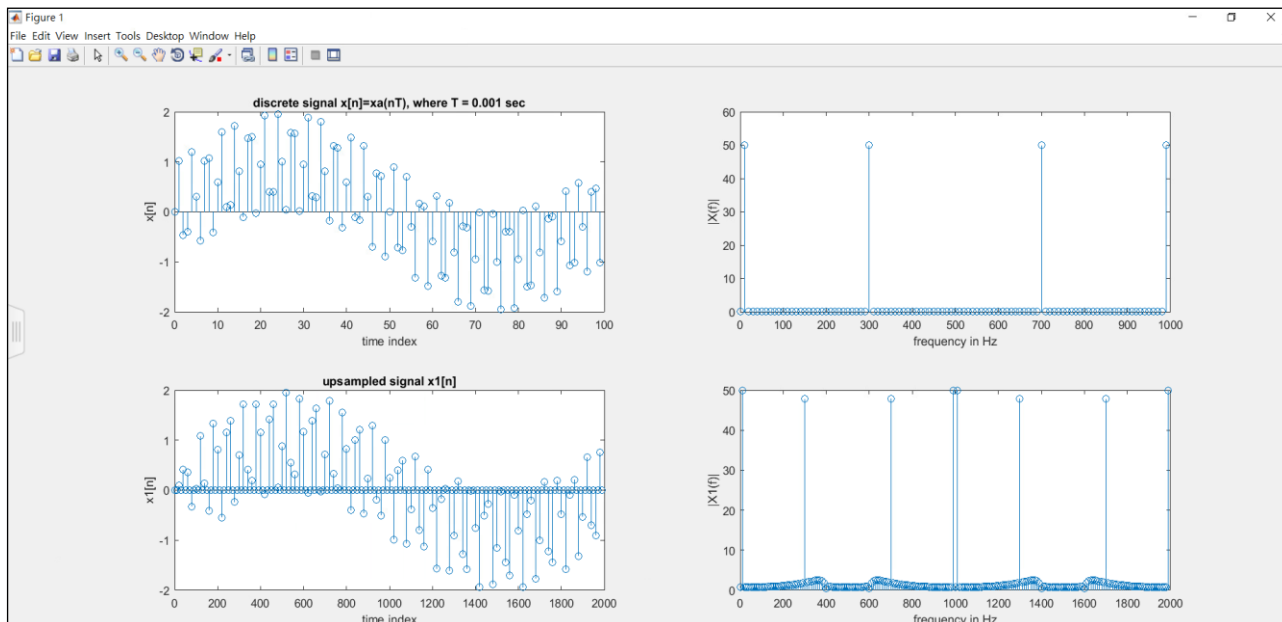 Figure 1
File Edit View Insert Tools Desktop Window Help
discrete signal x[n]=xa(nT), where T = 0.001 sec
2
1
0
-1
-2
x[n]
0 10 20 30 40 50 60 70 80 90 100
time index
60
50
40
30
20
10
0
|X(f)|
0 100 200 300 400 500 600 700 800 900 1000
frequency in Hz
upsampled signal x1[n]
2
1
0
-1
-2
x1[n]
0 200 400 600 800 1000 1200 1400 1600 1800 2000
time index
50
40
30
20
10
0
|X1(f)|
0 200 400 600 800 1000 1200 1400 1600 1800 2000
frequency in Hz